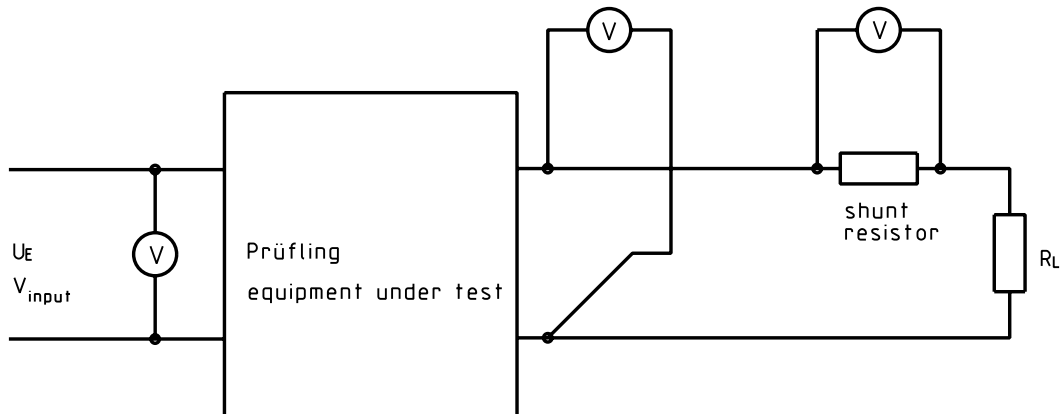 V
V
UE
Vinput
V
Prüfling
equipment under test
shunt
resistor
RL